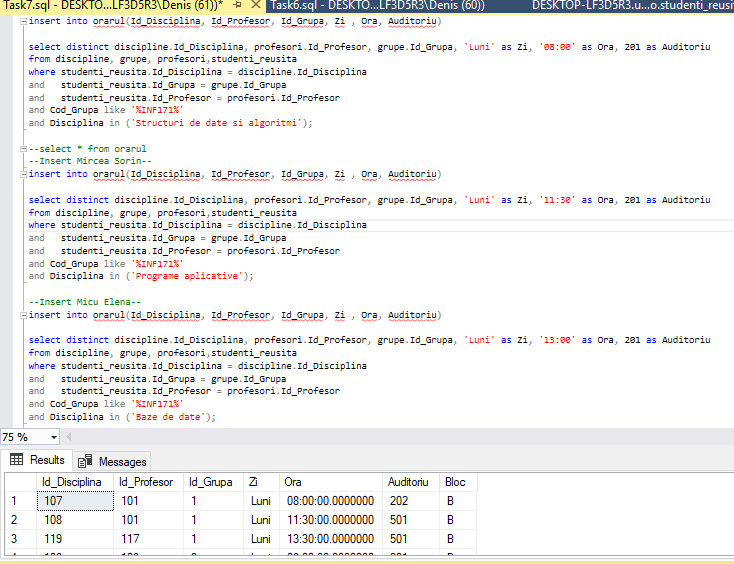 Task7.sql - DESKTO...LF3D5R3\Denis (61))* Task6.sql - DESKTO...LF3D5R3\Denis (60)) DESKTOP-LF3D5R3.u...o.studenti_reusi
insert into orarul(Id_Disciplina, Id_Profesor, Id_Grupa, Zi , Ora, Auditoriu)
select distinct discipline.Id_Disciplina, profesori.Id_Profesor, grupe.Id_Grupa, 'Luni' as Zi, '08:00' as Ora, 201 as Auditoriu
from discipline, grupe, profesori,studenti_reusita
where studenti_reusita.Id_Disciplina = discipline.Id_Disciplina
and studenti_reusita.Id_Grupa = grupe.Id_Grupa
and studenti_reusita.Id_Profesor = profesori.Id_Profesor
and Cod_Grupa like '%INF171%'
and Disciplina in ('Structuri de date si algoritmi');
--select * from orarul
--Insert Mircea Sorin--
insert into orarul(Id_Disciplina, Id_Profesor, Id_Grupa, Zi , Ora, Auditoriu)
select distinct discipline.Id_Disciplina, profesori.Id_Profesor, grupe.Id_Grupa, 'Luni' as Zi, '11:30' as Ora, 201 as Auditoriu
from discipline, grupe, profesori,studenti_reusita
where studenti_reusita.Id_Disciplina = discipline.Id_Disciplina
and studenti_reusita.Id_Grupa = grupe.Id_Grupa
and studenti_reusita.Id_Profesor = profesori.Id_Profesor
and Cod_Grupa like '%INF171%'
and Disciplina in ('Programe aplicative');
--Insert Micu Elena--
insert into orarul(Id_Disciplina, Id_Profesor, Id_Grupa, Zi , Ora, Auditoriu)
select distinct discipline.Id_Disciplina, profesori.Id_Profesor, grupe.Id_Grupa, 'Luni' as Zi, '13:00' as Ora, 201 as Auditoriu
from discipline, grupe, profesori,studenti_reusita
where studenti_reusita.Id_Disciplina = discipline.Id_Disciplina
and studenti_reusita.Id_Grupa = grupe.Id_Grupa
and studenti_reusita.Id_Profesor = profesori.Id_Profesor
and Cod_Grupa like '%INF171%'
and Disciplina in ('Baze de date');
75 %
Results Messages
Id_Disciplina Id_Profesor Id_Grupa Zi Ora Auditoriu Bloc
1 107 101 1 Luni 08:00:00.0000000 202 B
2 108 101 1 Luni 11:30:00.0000000 501 B
3 119 117 1 Luni 13:30:00.0000000 501 B